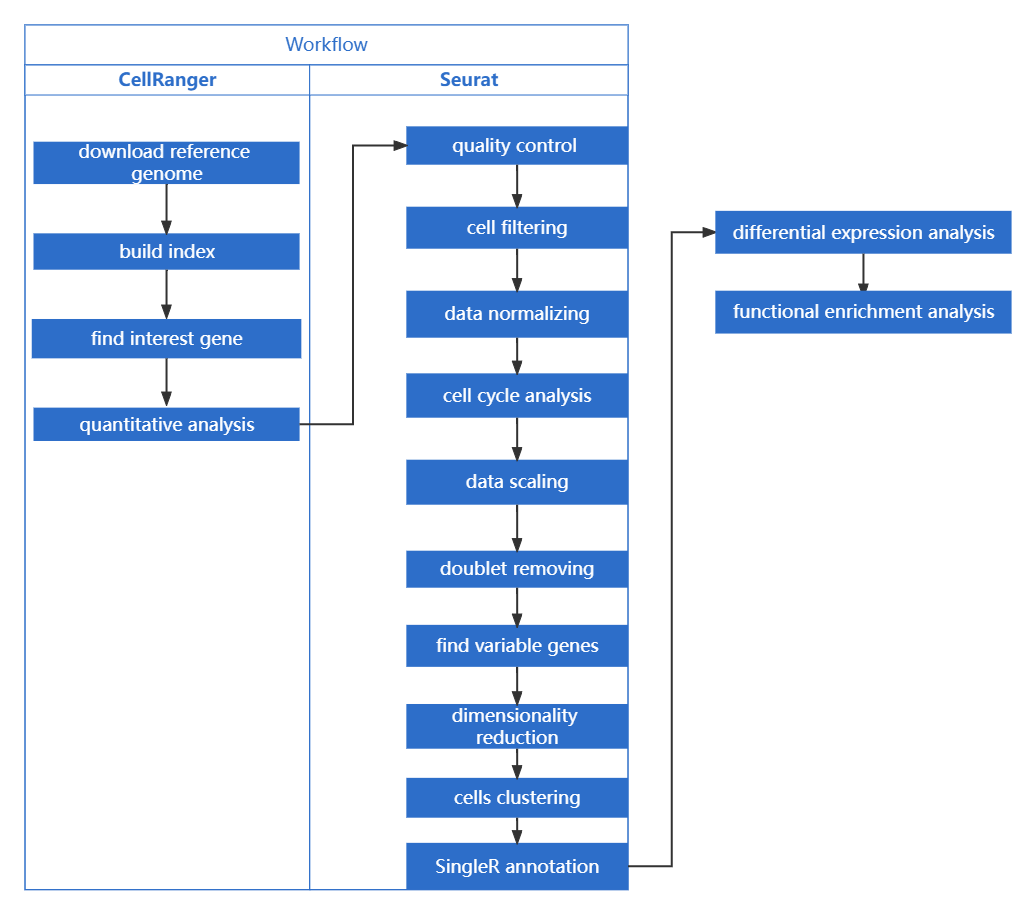 Workflow
CellRanger
Seurat
download reference
genome
build index
find interest gene
quantitative analysis
quality control
cell filtering
data normalizing
cell cycle analysis
data scaling
doublet removing
find variable genes
dimensionality
reduction
cells clustering
SingleR annotation
differential expression analysis
functional enrichment analysis